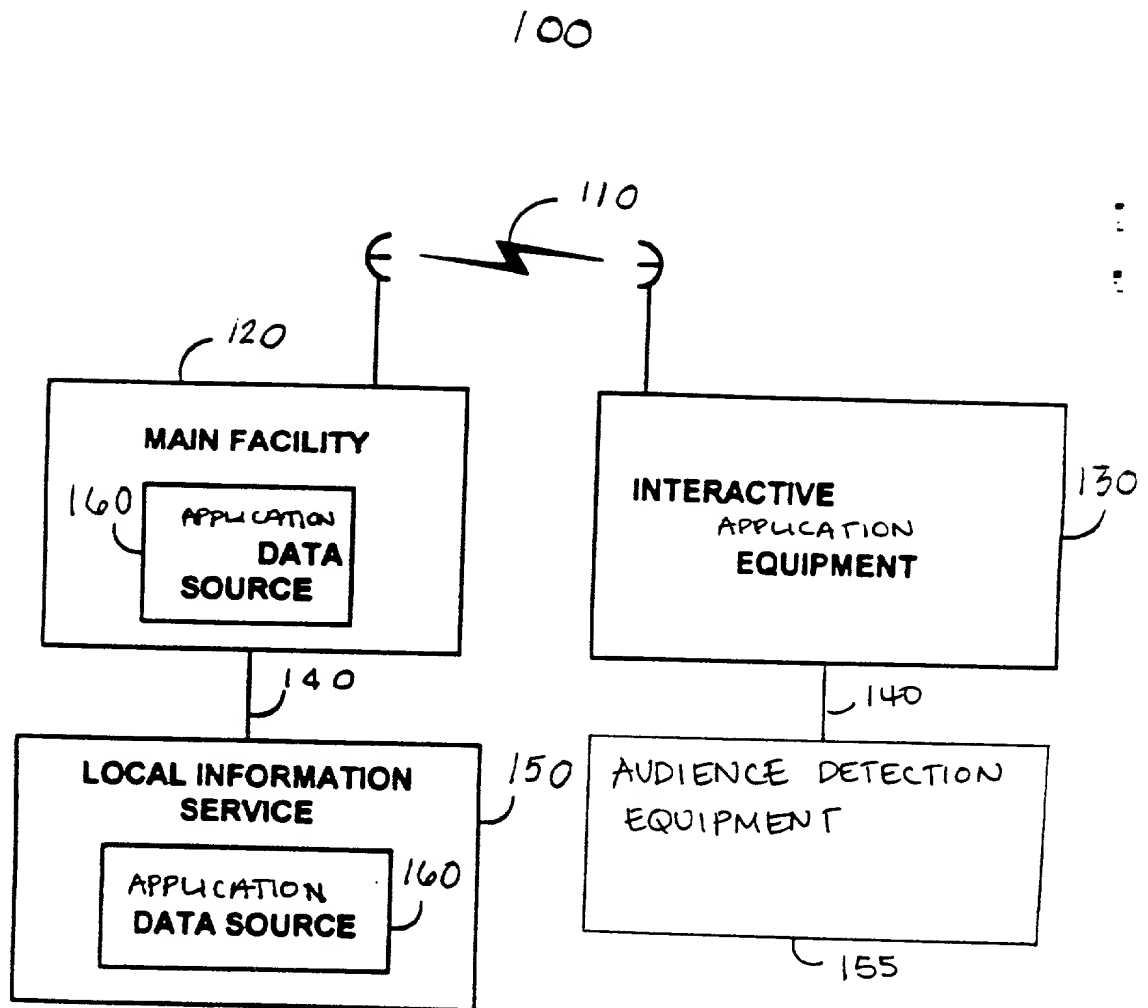 100
110
120
MAIN FACILITY
160
APPLICATION
DATA
SOURCE
INTERACTIVE
APPLICATION
EQUIPMENT
130
140
140
LOCAL INFORMATION
SERVICE
150
APPLICATION
DATA SOURCE
160
AUDIENCE DETECTION
EQUIPMENT
155